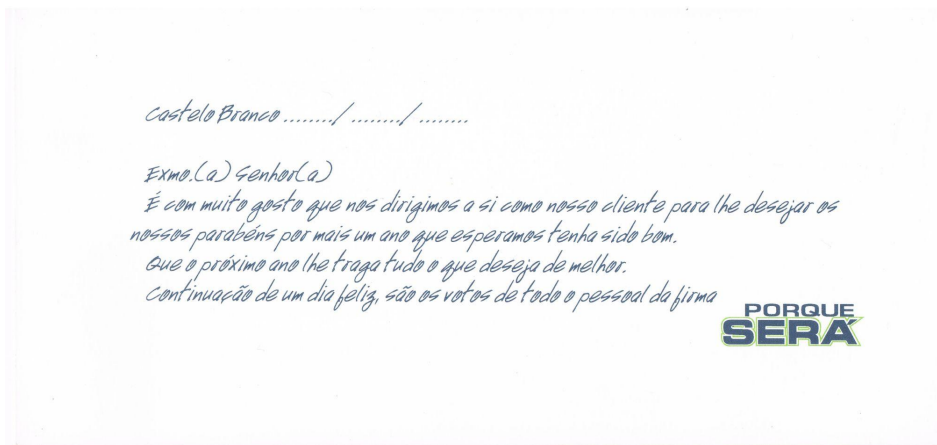 Castelo Branco ......../ ......../ ........
Exmo.(a) Senhor(a)
É com muito gosto que nos dirigimos a si como nosso cliente para lhe desejar os
nossos parabéns por mais um ano que esperamos tenha sido bom.
Que o próximo ano lhe traga tudo o que deseja de melhor.
Continuação de um dia feliz, são os votos de todo o pessoal da firma
PORQUE
SERÁ